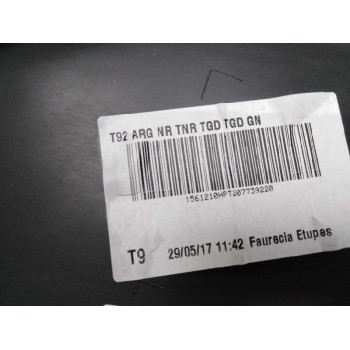 T92 ARG NR TNR TGD TGD GN
1561210HPT207739220
T9 29/05/17 11:42 Faurecia Etupes